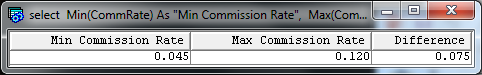 select Min(CommRate) As "Min Commission Rate", Max(Com...
Min Commission Rate Max Commission Rate Difference
0.045 0.120 0.075